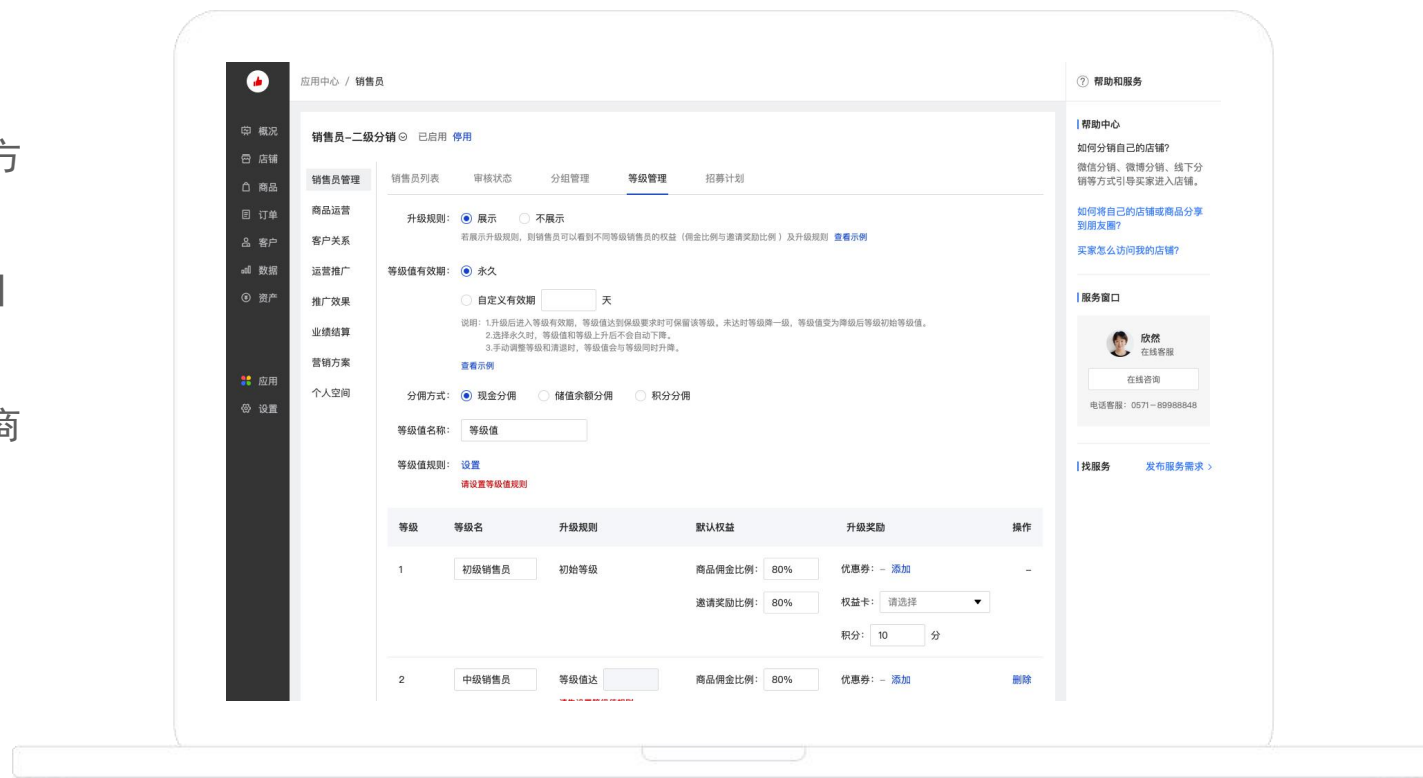 方
商
应用中心 / 销售员
帮助和服务
概况
店铺
商品
订单
客户
数据
资产
应用
设置
销售员-二级分销 已启用 停用
销售员管理
商品运营
客户关系
运营推广
推广效果
业绩结算
营销方案
个人空间
销售员列表 审核状态 分组管理 等级管理 招募计划
升级规则: 展示 不展示
若展示升级规则，则销售员可以看到不同等级销售员的权益（佣金比例与邀请奖励比例）及升级规则 查看示例
等级值有效期: 永久
自定义有效期 天
说明: 1.升级后进入等级有效期，等级值达到保级要求时可保留该等级。未达时等级降一级，等级值变为降级后等级初始等级值。
2.选择永久时，等级值和等级上升后不会自动下降。
3.手动调整等级和清退时，等级值会与等级同时升降。
查看示例
分佣方式: 现金分佣 储值余额分佣 积分分佣
等级值名称: 等级值
等级值规则: 设置
请设置等级值规则
等级 等级名 升级规则 默认权益 升级奖励 操作
1 初级销售员 初始等级 商品佣金比例: 80% 优惠券: - 添加 -
邀请奖励比例: 80% 权益卡: 请选择
积分: 10 分
2 中级销售员 等级值达 商品佣金比例: 80% 优惠券: - 添加 删除
帮助中心
如何分销自己的店铺?
微信分销、微博分销、线下分
销等方式引导买家进入店铺。
如何将自己的店铺或商品分享
到朋友圈?
买家怎么访问我的店铺?
服务窗口
欣然
在线客服
在线咨询
电话客服: 0571-89988848
找服务 发布服务需求 >